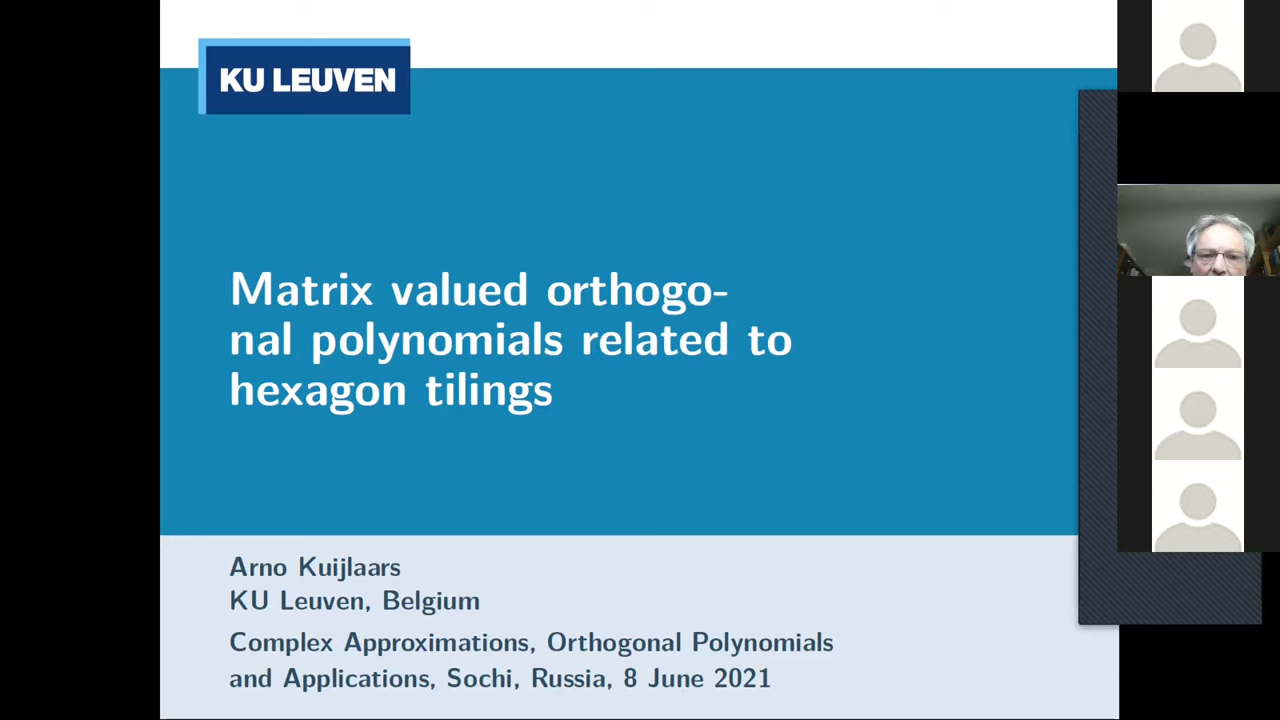 KU LEUVEN
Matrix valued orthogo-
nal polynomials related to
hexagon tilings
Arno Kuijlaars
KU Leuven, Belgium
Complex Approximations, Orthogonal Polynomials
and Applications, Sochi, Russia, 8 June 2021